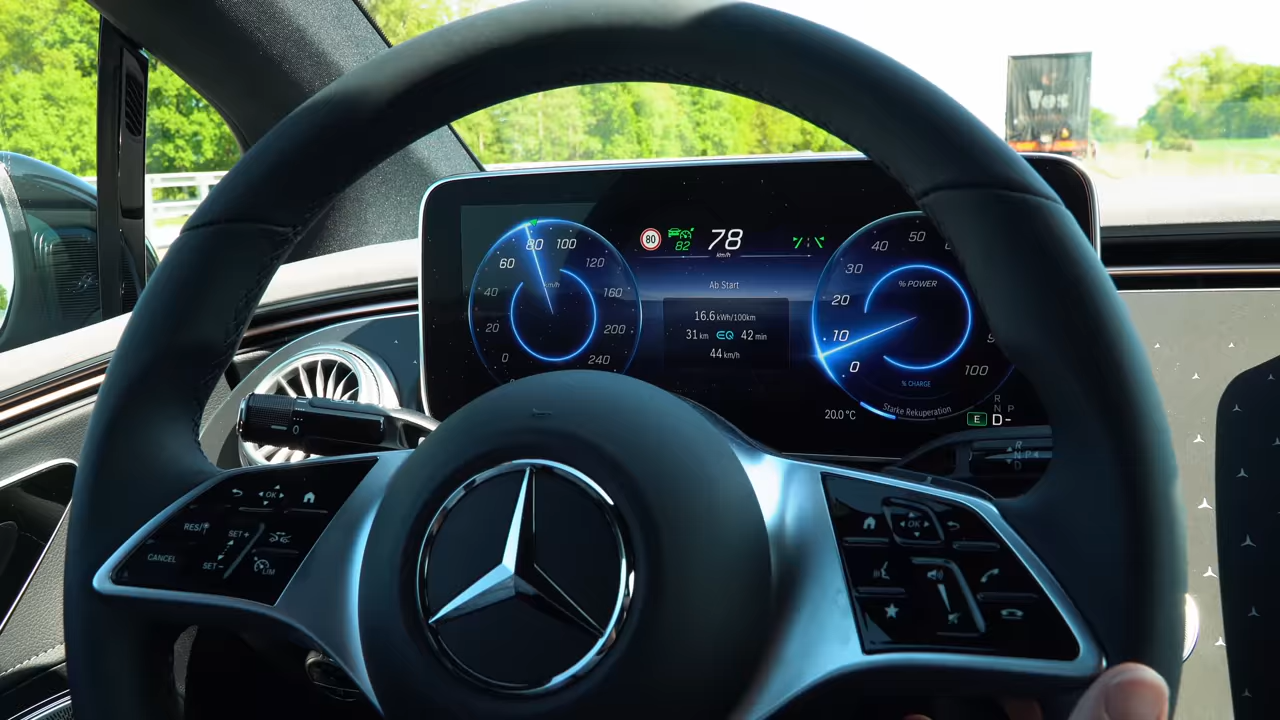 Vos
80
82
78
km/h
0 20 40 60 80 100 120 160 200 240
km/h
Ab Start
16.6 kWh/100km
31 km EQ 42 min
44 km/h
0 10 20 30 40 50 100
% POWER
% CHARGE
Starke Rekuperation
20.0 °C
E
R
N P
D-
R
N P
D
0
OK
RES/
SET+
SET-
CANCEL
LIM
OK